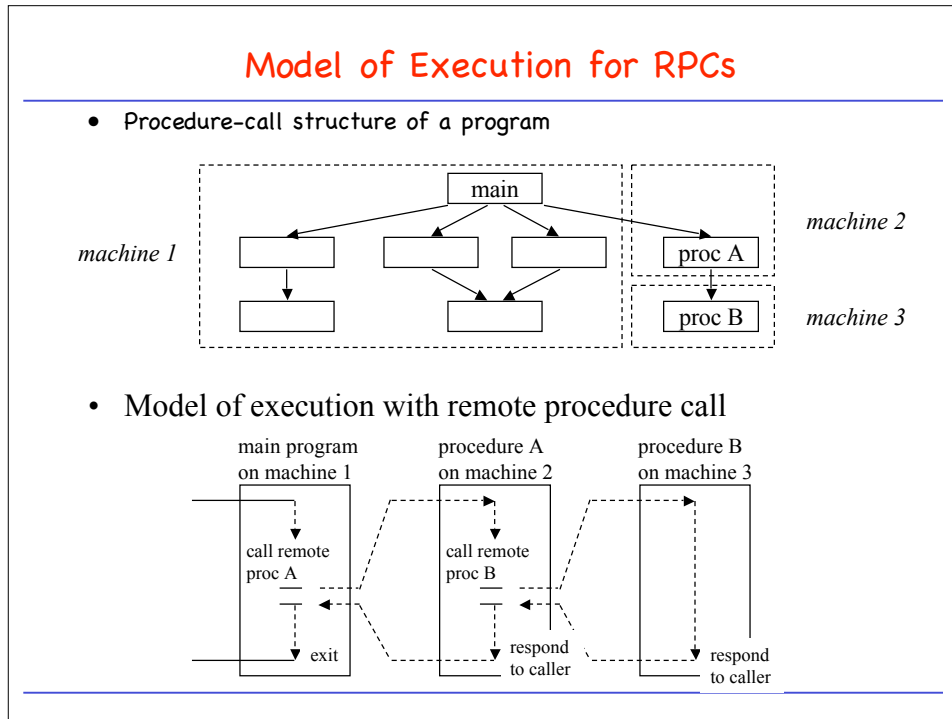 Model of Execution for RPCs
• Procedure-call structure of a program
main
machine 1
machine 2
proc A
proc B
machine 3
• Model of execution with remote procedure call
main program
on machine 1
procedure A
on machine 2
procedure B
on machine 3
call remote
proc A
call remote
proc B
exit
respond
to caller
respond
to caller